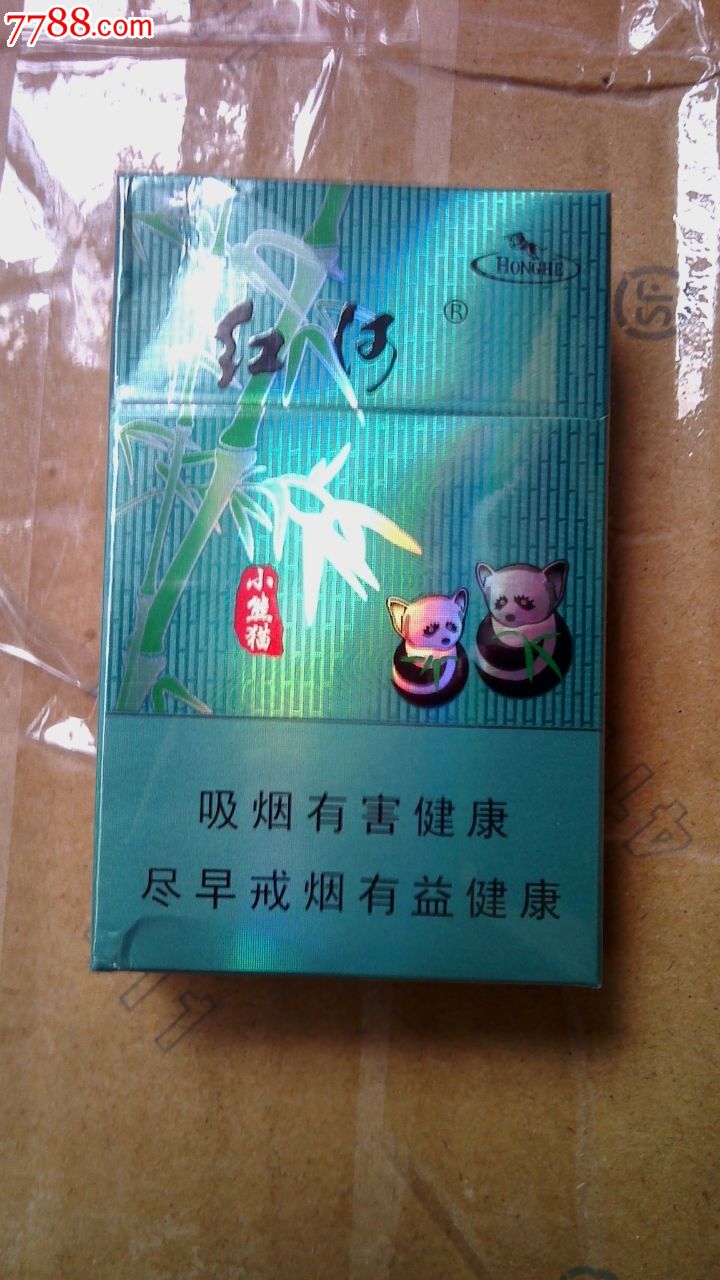 7788.com
HONGHE
红河®
小熊猫
吸烟有害健康
尽早戒烟有益健康